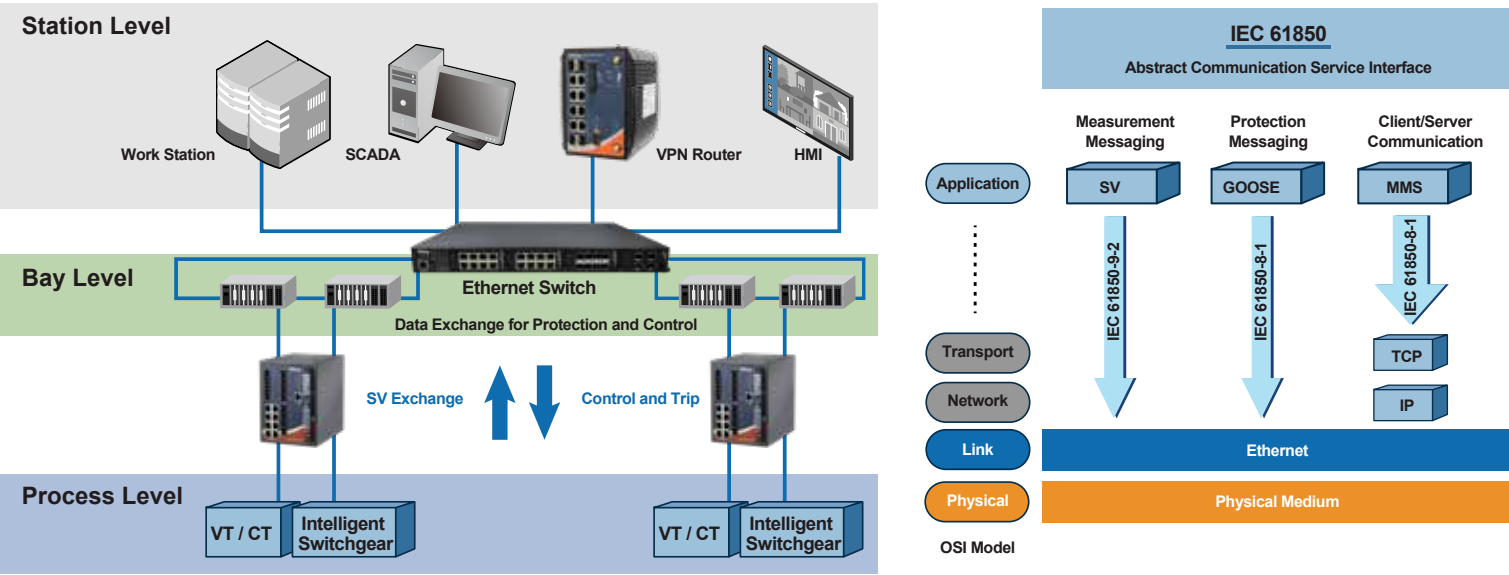 Station Level
Work Station
SCADA
VPN Router
HMI
Bay Level
Ethernet Switch
Data Exchange for Protection and Control
SV Exchange
Control and Trip
Process Level
VT / CT
Intelligent
Switchgear
VT / CT
Intelligent
Switchgear
IEC 61850
Abstract Communication Service Interface
Measurement
Messaging
Protection
Messaging
Client/Server
Communication
Application
SV
GOOSE
MMS
IEC 61850-9-2
IEC 61850-8-1
IEC 61850-8-1
Transport
TCP
Network
IP
Link
Ethernet
Physical
Physical Medium
OSI Model